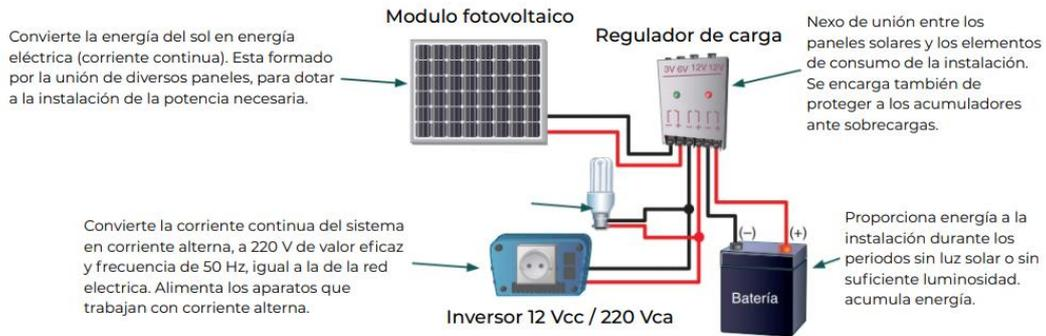 Modulo fotovoltaico
Convierte la energía del sol en energía
eléctrica (corriente continua). Esta formado
por la unión de diversos paneles, para dotar
a la instalación de la potencia necesaria.
Regulador de carga
3V 6V 12V 12V
Nexo de unión entre los
paneles solares y los elementos
de consumo de la instalación.
Se encarga también de
proteger a los acumuladores
ante sobrecargas.
Convierte la corriente continua del sistema
en corriente alterna, a 220 V de valor eficaz
y frecuencia de 50 Hz, igual a la de la red
electrica. Alimenta los aparatos que
trabajan con corriente alterna.
Inversor 12 Vcc / 220 Vca
(−) (+)
Batería
Proporciona energía a la
instalación durante los
periodos sin luz solar o sin
suficiente luminosidad.
acumula energía.